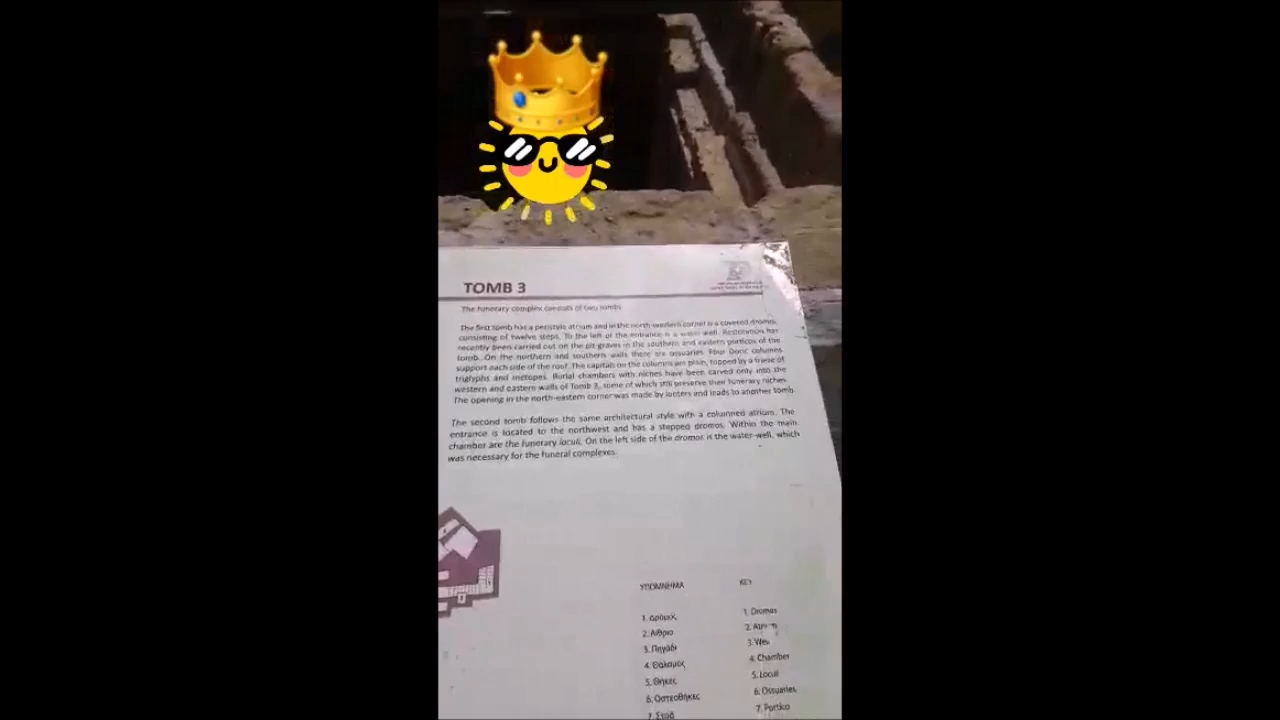 TOMB 3
The funerary complex consists of two tombs.
The first tomb has a peristyle atrium and in the north-western corner is a covered dromos,
consisting of twelve steps. To the left of the entrance is a water-well. Restoration has
recently been carried out on the pit graves in the southern and eastern porticos of the
tomb. On the northern and southern walls there are ossuaries. Four Doric columns
support each side of the roof. The capitals on the columns are plain, topped by a frieze of
triglyphs and metopes. Burial chambers with niches have been carved only into the
western and eastern walls of Tomb 3, some of which still preserve their funerary niches.
The opening in the north-eastern corner was made by looters and leads to another tomb.
The second tomb follows the same architectural style with a columned atrium. The
entrance is located to the northwest and has a stepped dromos. Within the main
chamber are the funerary loculi. On the left side of the dromos is the water-well, which
was necessary for the funeral complexes.
ΥΠΟΜΝΗΜΑ
KEY
1. Δρόμος
2. Αίθριο
3. Πηγάδι
4. Θάλαμος
5. Θήκες
6. Οστεοθήκες
7. Στοά
1. Dromos
2. Atrium
3. Well
4. Chamber
5. Loculi
6. Ossuaries
7. Portico